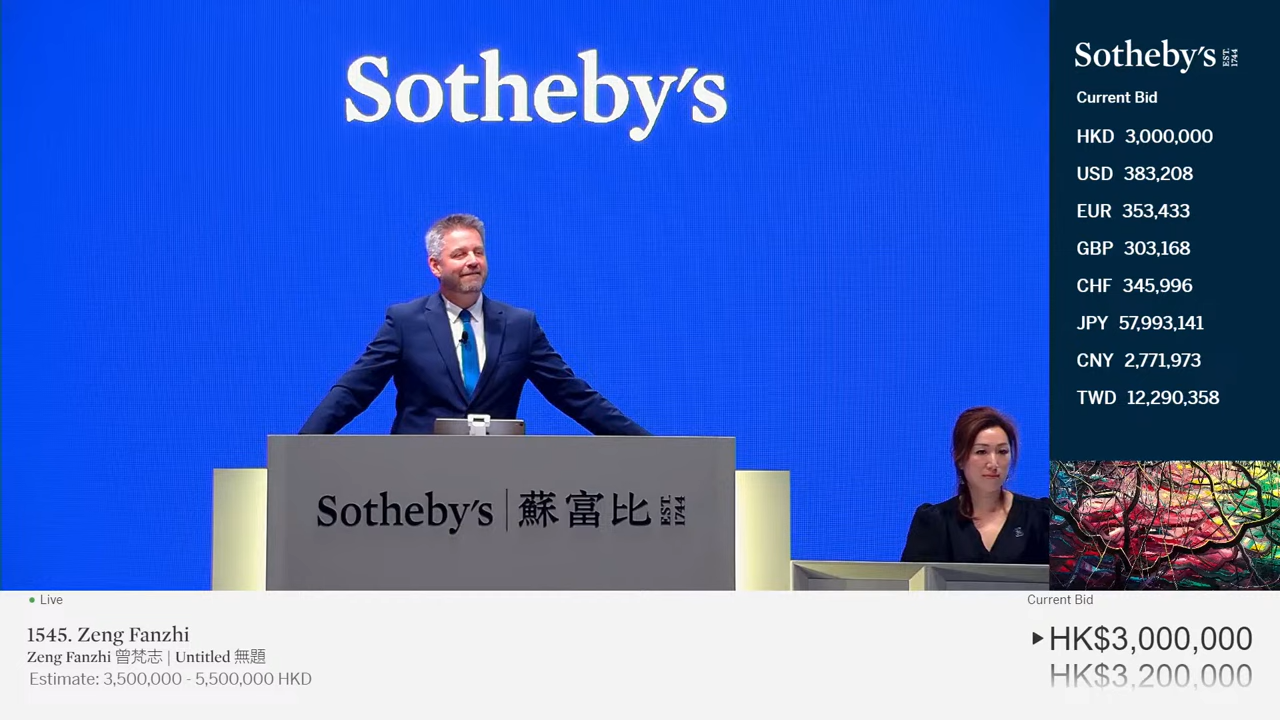 Sotheby's
Sotheby's | 蘇富比 EST. 1744
Sotheby's EST. 1744
Current Bid
HKD 3,000,000
USD 383,208
EUR 353,433
GBP 303,168
CHF 345,996
JPY 57,993,141
CNY 2,771,973
TWD 12,290,358
Live
1545. Zeng Fanzhi
Zeng Fanzhi 曾梵志 | Untitled 無題
Estimate: 3,500,000 - 5,500,000 HKD
Current Bid
HK$3,000,000
HK$3,200,000